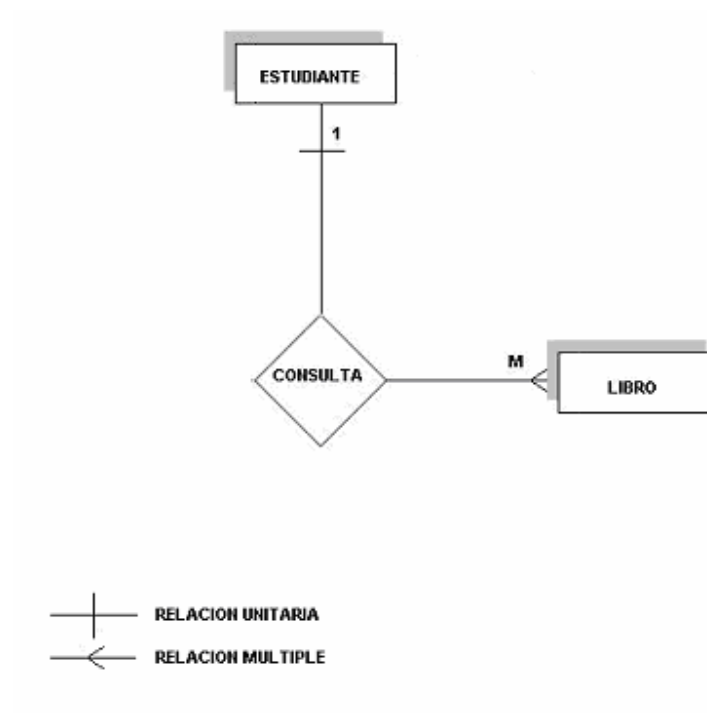 ESTUDIANTE
1
CONSULTA
M
LIBRO
RELACION UNITARIA
RELACION MULTIPLE